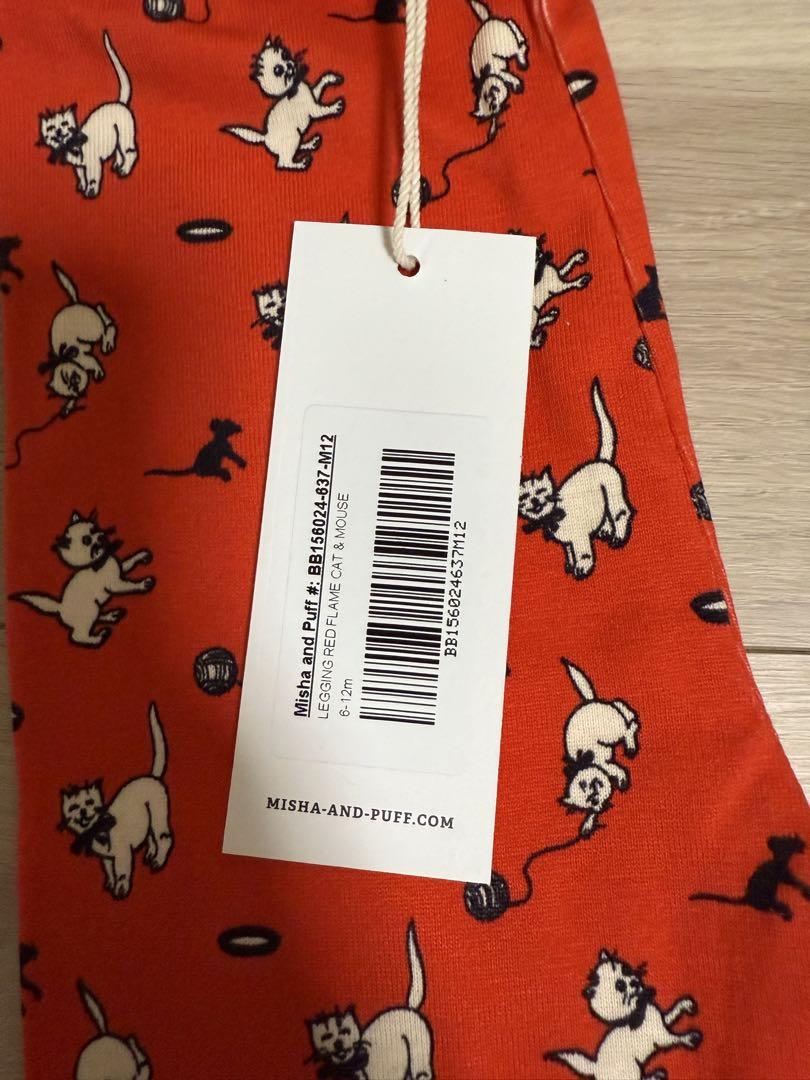 Misha and Puff #: BB156024-637-M12
LEGGING RED FLAME CAT & MOUSE
6-12m
BB156024637M12
MISHA-AND-PUFF.COM